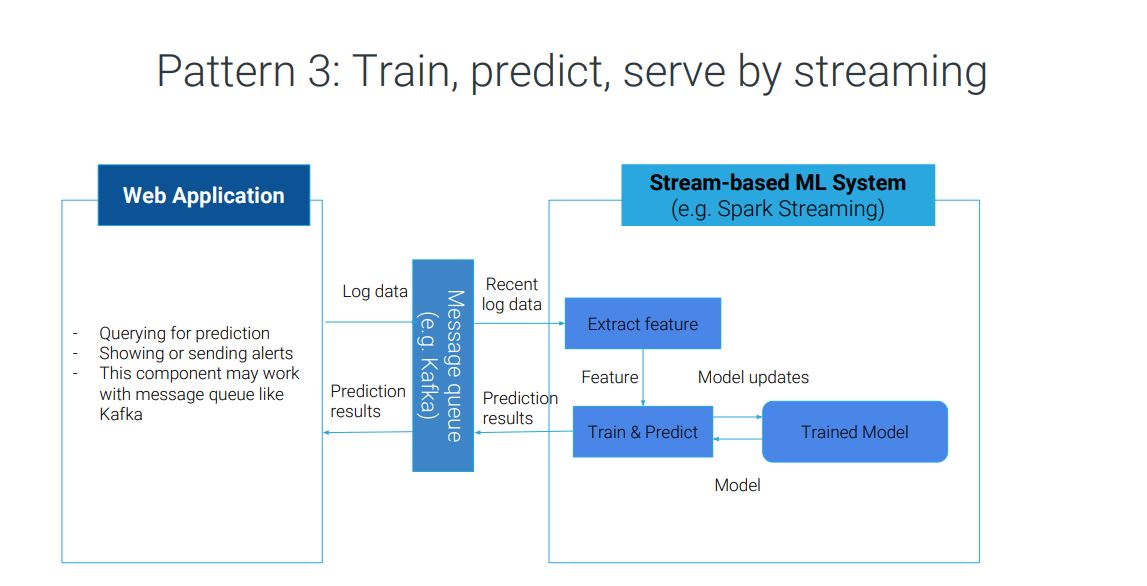 Pattern 3: Train, predict, serve by streaming
Web Application
- Querying for prediction
- Showing or sending alerts
- This component may work
with message queue like
Kafka
Log data
Prediction
results
Message queue
(e.g. Kafka)
Recent
log data
Prediction
results
Stream-based ML System
(e.g. Spark Streaming)
Extract feature
Feature
Model updates
Train & Predict
Trained Model
Model